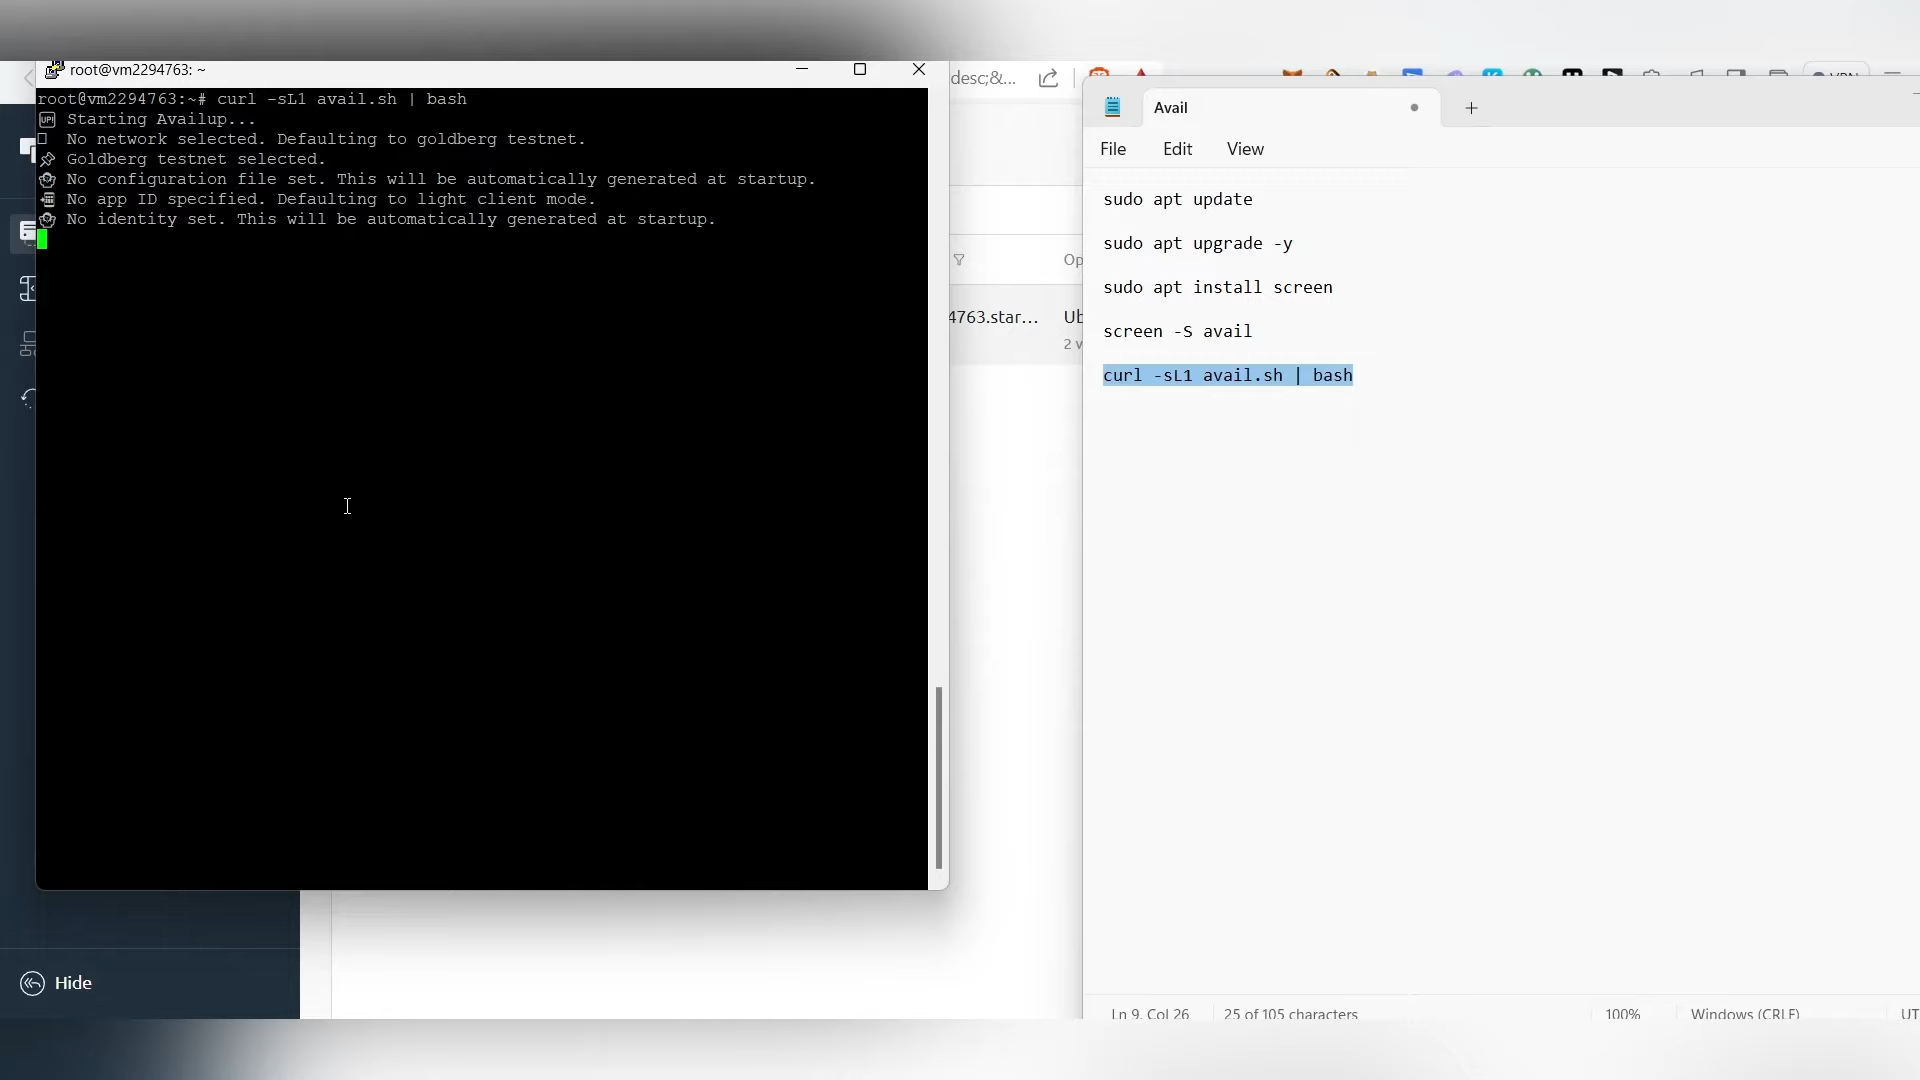 root@vm2294763: ~
root@vm2294763:~# curl -sL1 avail.sh | bash
UP! Starting Availup...
No network selected. Defaulting to goldberg testnet.
Goldberg testnet selected.
No configuration file set. This will be automatically generated at startup.
No app ID specified. Defaulting to light client mode.
No identity set. This will be automatically generated at startup.
Hide
desc;&...
VPN
Op
4763.star...
Ub
2 v
Avail
File Edit View
sudo apt update
sudo apt upgrade -y
sudo apt install screen
screen -S avail
curl -sL1 avail.sh | bash
Ln 9, Col 26
25 of 105 characters
100%
Windows (CRLF)
UT